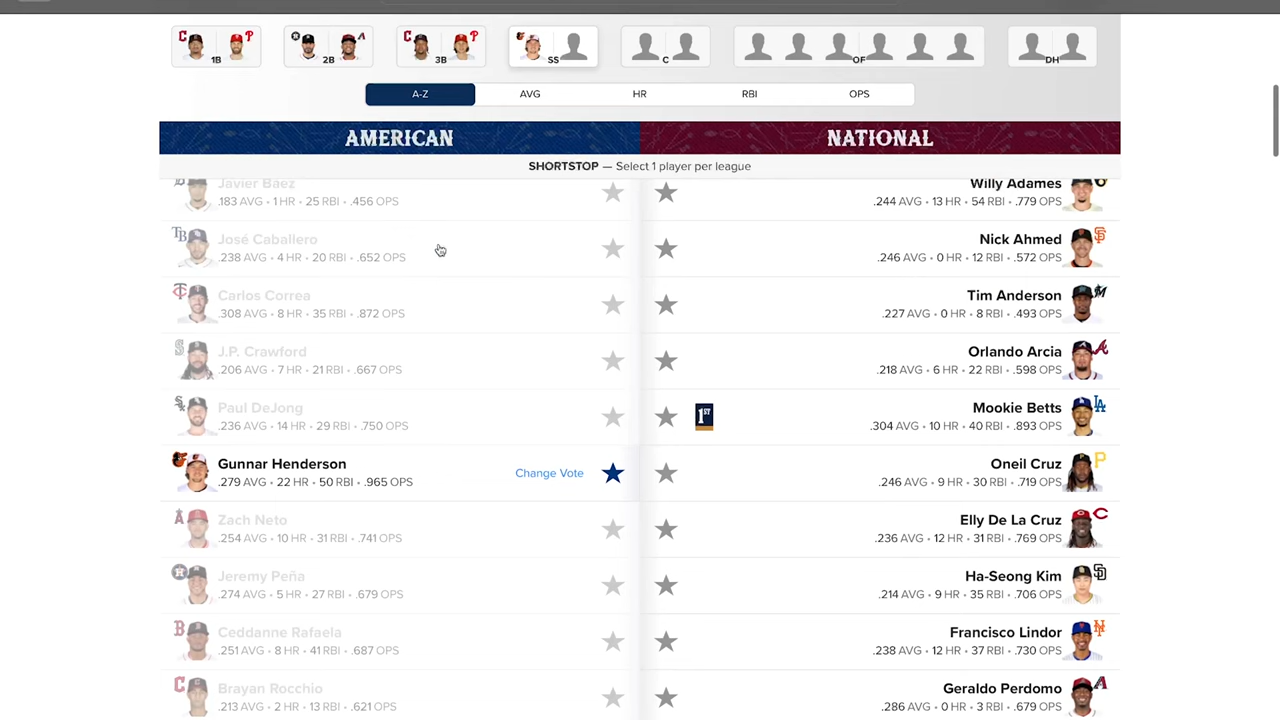 1B 2B 3B SS C OF DH
A-Z AVG HR RBI OPS
AMERICAN NATIONAL
SHORTSTOP — Select 1 player per league
Javier Báez
.183 AVG • 1 HR • 25 RBI • .456 OPS
Willy Adames
.244 AVG • 13 HR • 54 RBI • .779 OPS
José Caballero
.238 AVG • 4 HR • 20 RBI • .652 OPS
Nick Ahmed
.246 AVG • 0 HR • 12 RBI • .572 OPS
Carlos Correa
.308 AVG • 8 HR • 35 RBI • .872 OPS
Tim Anderson
.227 AVG • 0 HR • 8 RBI • .493 OPS
J.P. Crawford
.206 AVG • 7 HR • 21 RBI • .667 OPS
Orlando Arcia
.218 AVG • 6 HR • 22 RBI • .598 OPS
Paul DeJong
.236 AVG • 14 HR • 29 RBI • .750 OPS
1ST
Mookie Betts
.304 AVG • 10 HR • 40 RBI • .893 OPS
Gunnar Henderson
.279 AVG • 22 HR • 50 RBI • .965 OPS
Change Vote
Oneil Cruz
.246 AVG • 9 HR • 30 RBI • .719 OPS
Zach Neto
.254 AVG • 10 HR • 31 RBI • .741 OPS
Elly De La Cruz
.236 AVG • 12 HR • 31 RBI • .769 OPS
Jeremy Peña
.274 AVG • 5 HR • 27 RBI • .679 OPS
Ha-Seong Kim
.214 AVG • 9 HR • 35 RBI • .706 OPS
Ceddanne Rafaela
.251 AVG • 8 HR • 41 RBI • .687 OPS
Francisco Lindor
.238 AVG • 12 HR • 37 RBI • .730 OPS
Brayan Rocchio
.213 AVG • 2 HR • 13 RBI • .621 OPS
Geraldo Perdomo
.286 AVG • 0 HR • 3 RBI • .679 OPS